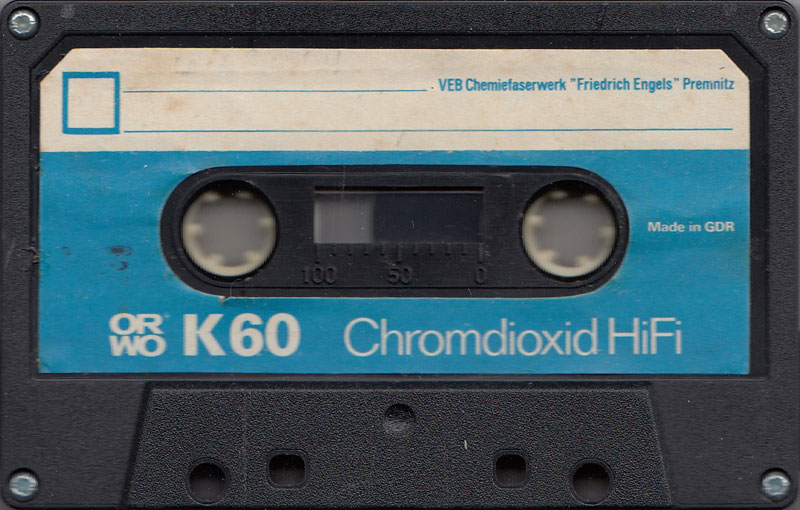 VEB Chemiefaserwerk "Friedrich Engels" Premnitz
Made in GDR
100 50 0
ORWO K60 Chromdioxid HiFi